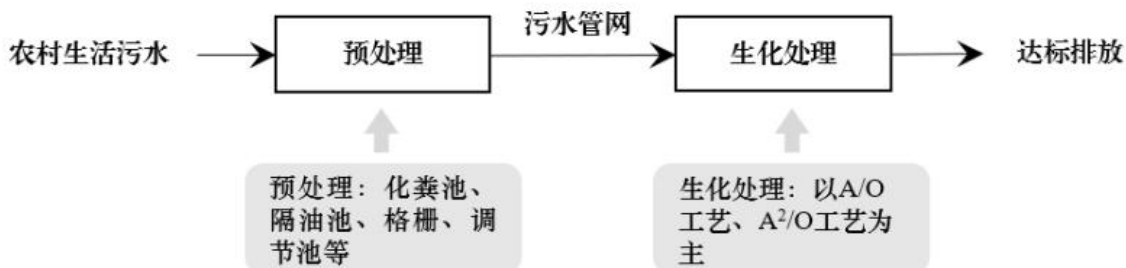 污水管网
农村生活污水
预处理
生化处理
达标排放
预处理：化粪池、
隔油池、格栅、调
节池等
生化处理：以A/O
工艺、A²/O工艺为
主